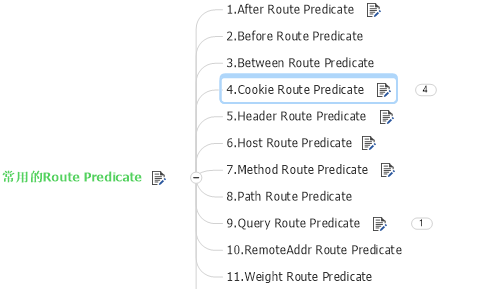 1.After Route Predicate
2.Before Route Predicate
3.Between Route Predicate
4.Cookie Route Predicate 4
5.Header Route Predicate
6.Host Route Predicate
7.Method Route Predicate
常用的Route Predicate
8.Path Route Predicate
9.Query Route Predicate 1
10.RemoteAddr Route Predicate
11.Weight Route Predicate